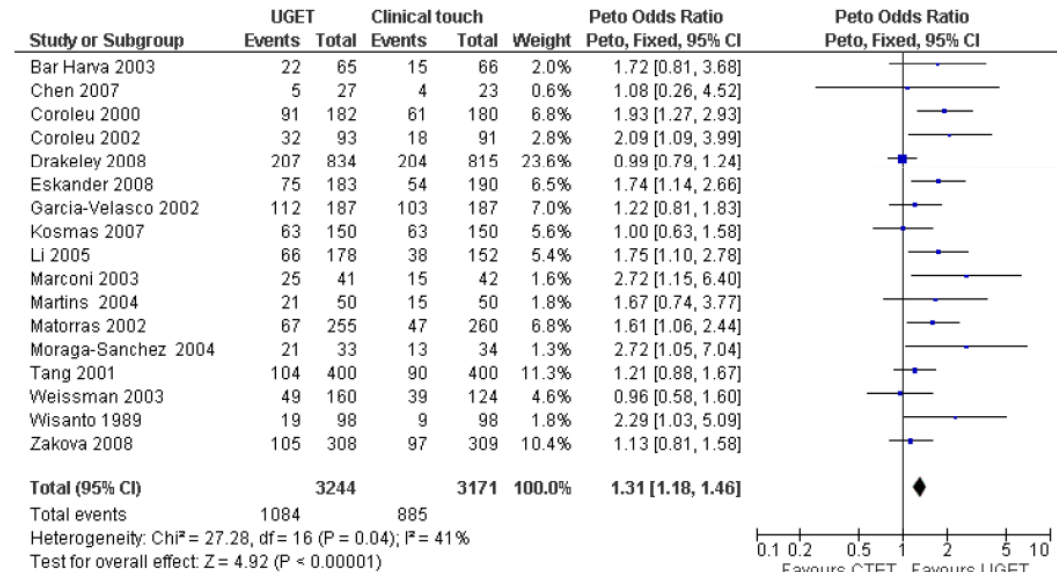 UGET Clinical touch Peto Odds Ratio Peto Odds Ratio
Study or Subgroup Events Total Events Total Weight Peto, Fixed, 95% CI Peto, Fixed, 95% CI
Bar Harva 2003 22 65 15 66 2.0% 1.72 [0.81, 3.68]
Chen 2007 5 27 4 23 0.6% 1.08 [0.26, 4.52]
Coroleu 2000 91 182 61 180 6.8% 1.93 [1.27, 2.93]
Coroleu 2002 32 93 18 91 2.8% 2.09 [1.09, 3.99]
Drakeley 2008 207 834 204 815 23.6% 0.99 [0.79, 1.24]
Eskander 2008 75 183 54 190 6.5% 1.74 [1.14, 2.66]
Garcia-Velasco 2002 112 187 103 187 7.0% 1.22 [0.81, 1.83]
Kosmas 2007 63 150 63 150 5.6% 1.00 [0.63, 1.58]
Li 2005 66 178 38 152 5.4% 1.75 [1.10, 2.78]
Marconi 2003 25 41 15 42 1.6% 2.72 [1.15, 6.40]
Martins 2004 21 50 15 50 1.8% 1.67 [0.74, 3.77]
Matorras 2002 67 255 47 260 6.8% 1.61 [1.06, 2.44]
Moraga-Sanchez 2004 21 33 13 34 1.3% 2.72 [1.05, 7.04]
Tang 2001 104 400 90 400 11.3% 1.21 [0.88, 1.67]
Weissman 2003 49 160 39 124 4.6% 0.96 [0.58, 1.60]
Wisanto 1989 19 98 9 98 1.8% 2.29 [1.03, 5.09]
Zakova 2008 105 308 97 309 10.4% 1.13 [0.81, 1.58]
Total (95% CI) 3244 3171 100.0% 1.31 [1.18, 1.46]
Total events 1084 885
Heterogeneity: Chi² = 27.28, df = 16 (P = 0.04); I² = 41%
Test for overall effect: Z = 4.92 (P < 0.00001)
0.1 0.2 0.5 1 2 5 10
Favours CTET Favours UGET